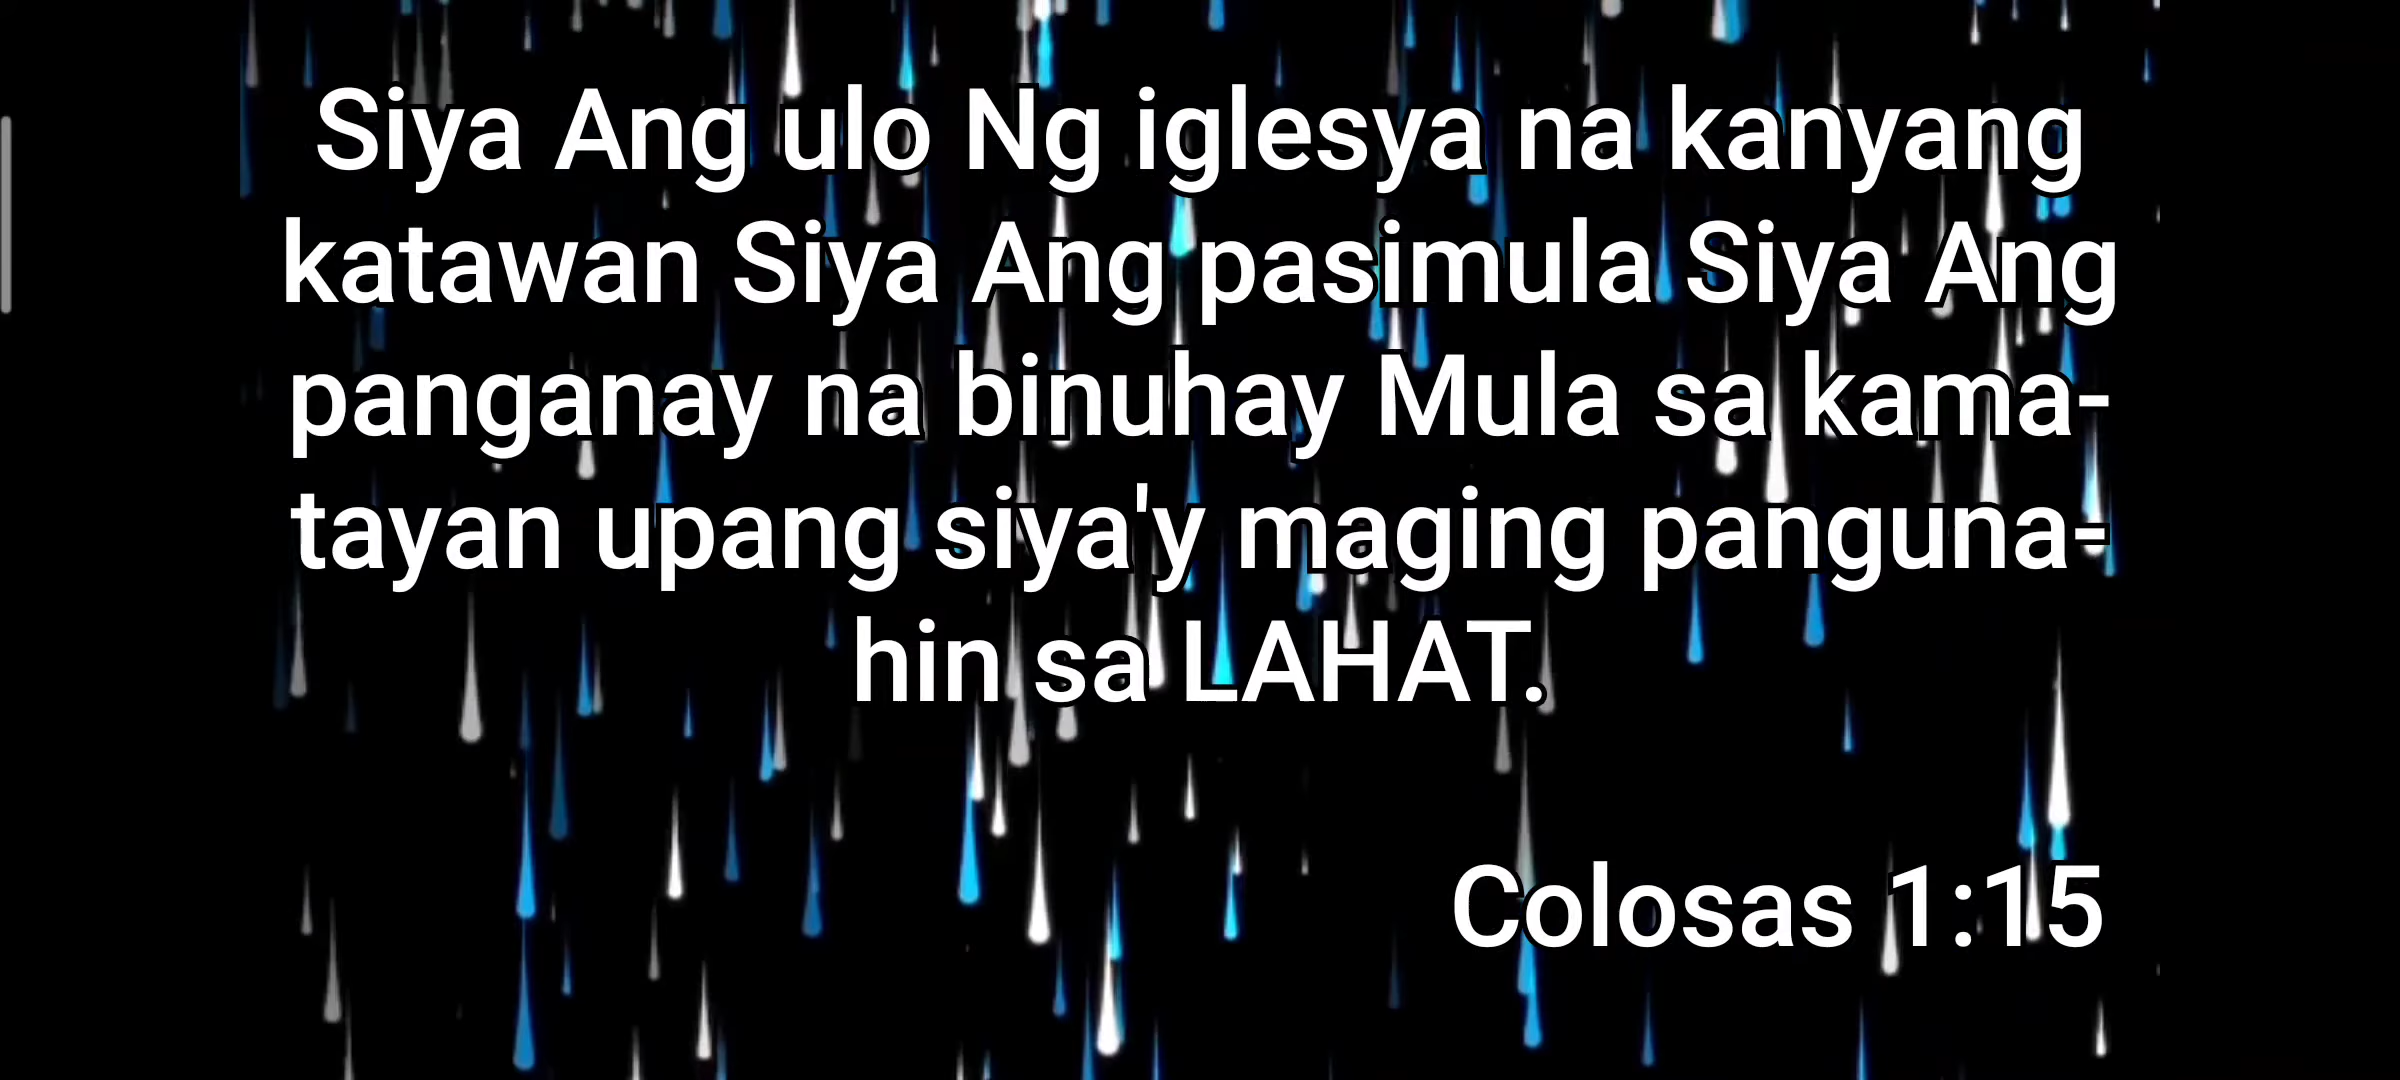 Siya Ang ulo Ng iglesya na kanyang
katawan Siya Ang pasimula Siya Ang
panganay na binuhay Mula sa kama-
tayan upang siya'y maging panguna-
hin sa LAHAT.
Colosas 1:15